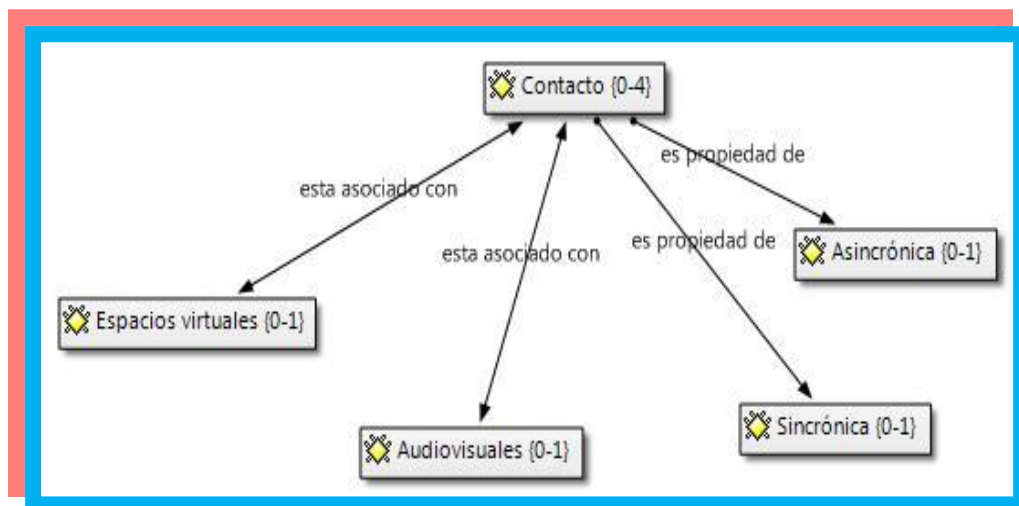 Contacto {0-4}
es propiedad de
esta asociado con
esta asociado con
es propiedad de
Asincrónica {0-1}
Espacios virtuales {0-1}
Sincrónica {0-1}
Audiovisuales {0-1}